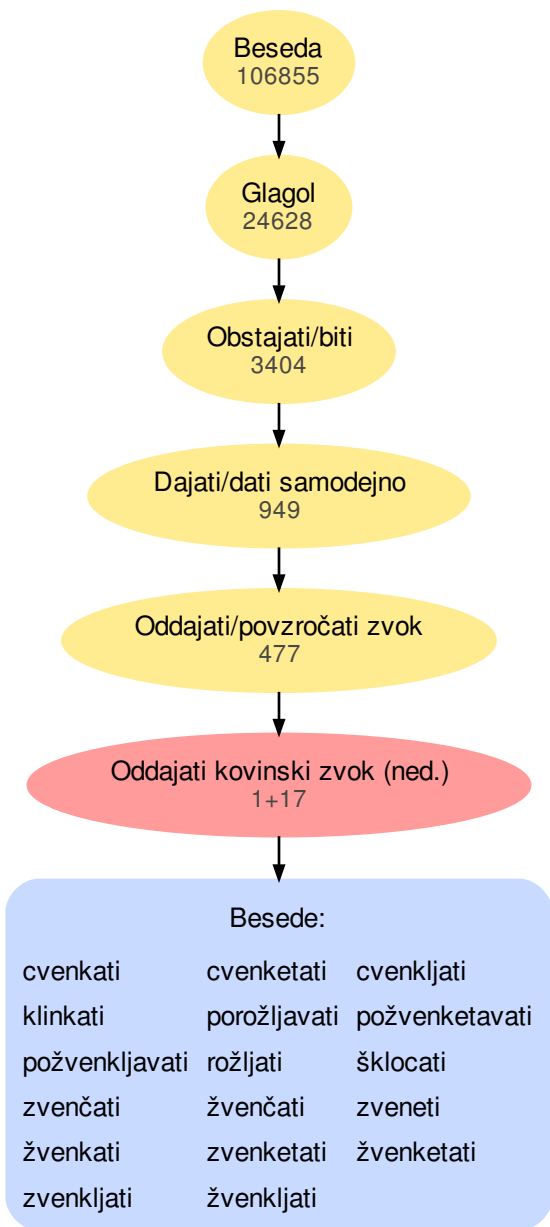 Beseda
106855
Glagol
24628
Obstajati/biti
3404
Dajati/dati samodejno
949
Oddajati/povzročati zvok
477
Oddajati kovinski zvok (ned.)
1+17
Besede:
cvenkati cvenketati cvenkljati
klinkati porožljavati požvenketavati
požvenkljavati rožljati šklocati
zvenčati žvenčati zveneti
žvenkati zvenketati žvenketati
zvenkljati žvenkljati